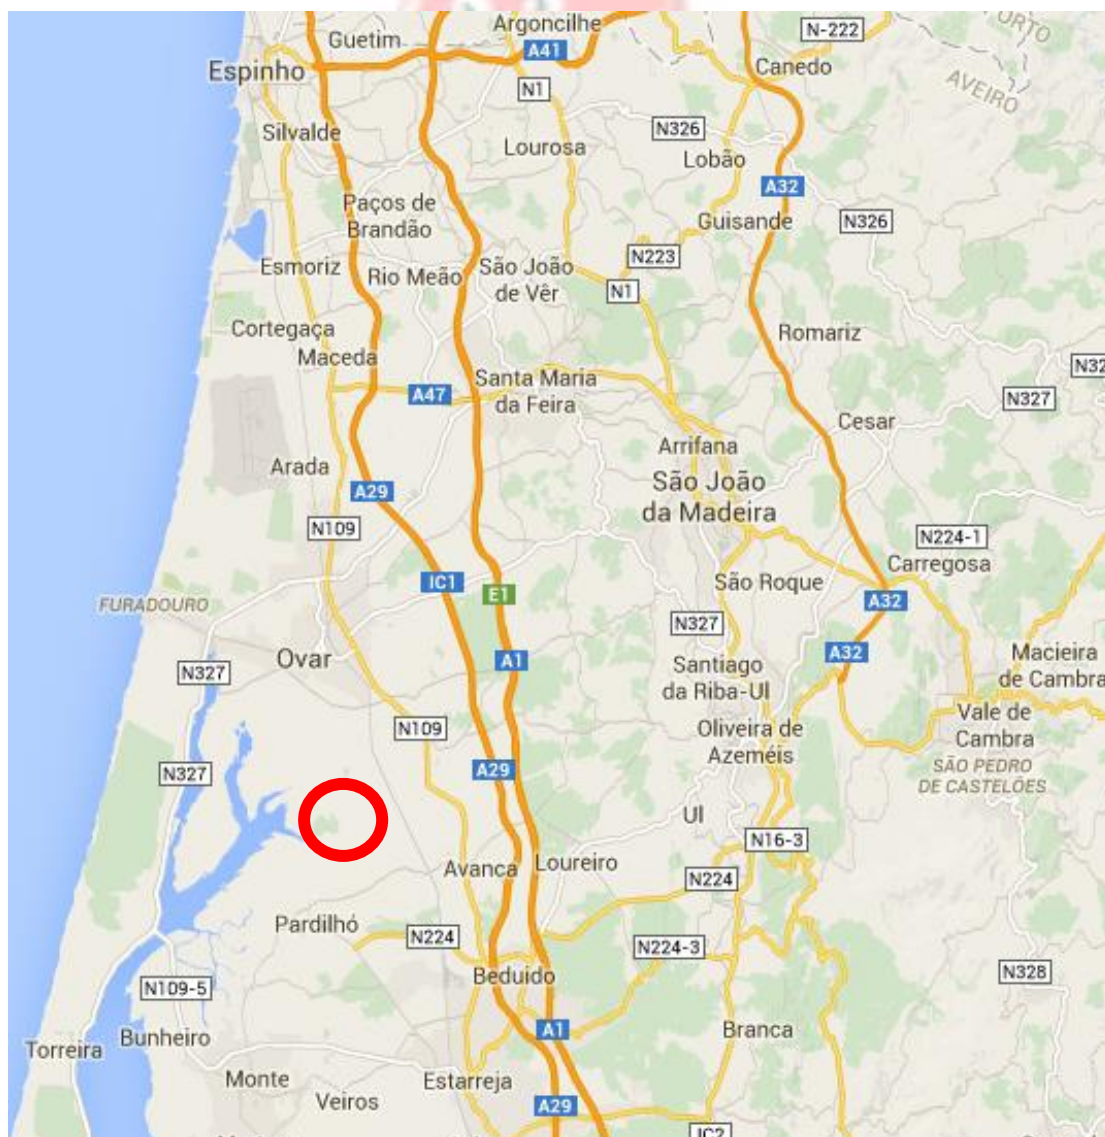 Argoncilhe
N-222
PORTO
Guetim
A41
Canedo
Espinho
N1
AVEIRO
Silvalde
N326
Lourosa
Lobão
A32
Paços de
Brandão
Guisande
N326
N223
Esmoriz
Rio Meão
São João
de Vêr
N1
Cortegaça
Romariz
Maceda
N32
Santa Maria
da Feira
A47
N327
Cesar
Arrifana
Arada
São João
da Madeira
A29
N109
N224-1
Carregosa
IC1
São Roque
E1
A32
FURADOURO
N327
Macieira
de Cambra
Ovar
A1
A32
N327
Santiago
da Riba-Ul
Vale de
Cambra
N109
Oliveira de
Azeméis
SÃO PEDRO
DE CASTELÕES
N327
A29
Ul
N16-3
Avanca
Loureiro
N224
Pardilhó
N224
N224-3
Beduido
N328
N109-5
A1
Branca
Bunheiro
Torreira
Monte
Estarreja
Veiros
A29
IC2